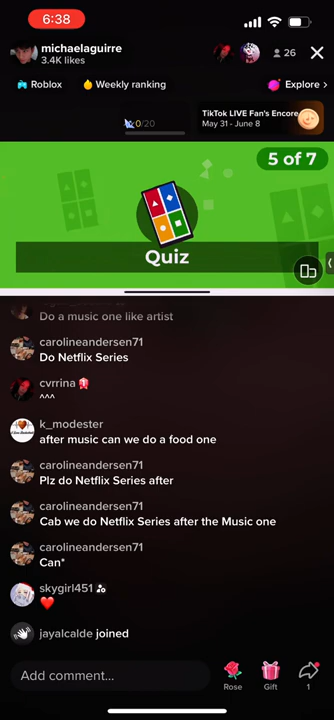 6:38
michaelaguirre
3.4K likes
26
Roblox
Weekly ranking
Explore >
0/20
TikTok LIVE Fan's Encore
May 31 - June 8
5 of 7
Quiz
Do a music one like artist
carolineandersen71
Do Netflix Series
cvrrina
^^^
k_modester
after music can we do a food one
carolineandersen71
Plz do Netflix Series after
carolineandersen71
Cab we do Netflix Series after the Music one
carolineandersen71
Can*
skygirl451
jayalcalde joined
Add comment...
Rose
Gift
1